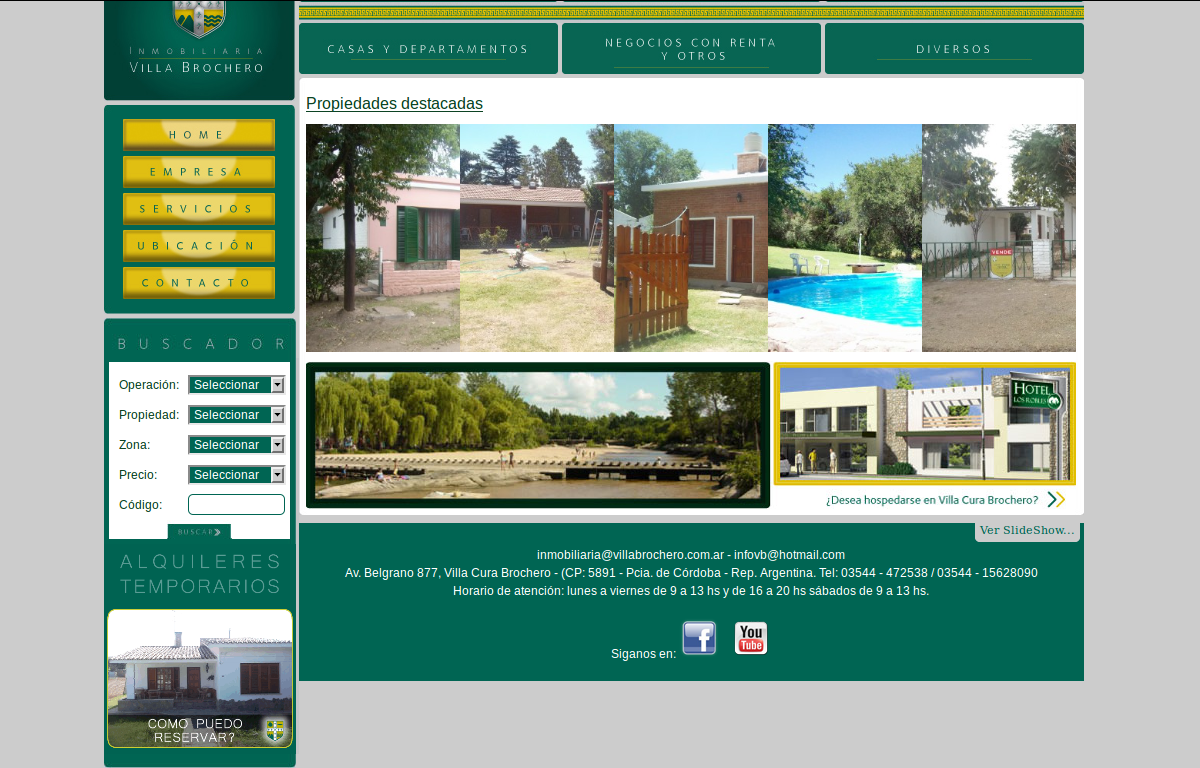 INMOBILIARIA
VILLA BROCHERO
CASAS Y DEPARTAMENTOS
NEGOCIOS CON RENTA
Y OTROS
DIVERSOS
HOME
EMPRESA
SERVICIOS
UBICACIÓN
CONTACTO
Propiedades destacadas
VENDE
BUSCADOR
Operación: Seleccionar
Propiedad: Seleccionar
Zona: Seleccionar
Precio: Seleccionar
Código:
BUSCAR
HOTEL
LOS ROBLES
¿Desea hospedarse en Villa Cura Brochero?
ALQUILERES
TEMPORARIOS
COMO PUEDO
RESERVAR?
Ver SlideShow...
inmobiliaria@villabrochero.com.ar - infovb@hotmail.com
Av. Belgrano 877, Villa Cura Brochero - (CP: 5891 - Pcia. de Córdoba - Rep. Argentina. Tel: 03544 - 472538 / 03544 - 15628090
Horario de atención: lunes a viernes de 9 a 13 hs y de 16 a 20 hs sábados de 9 a 13 hs.
Siganos en:
f
You
Tube